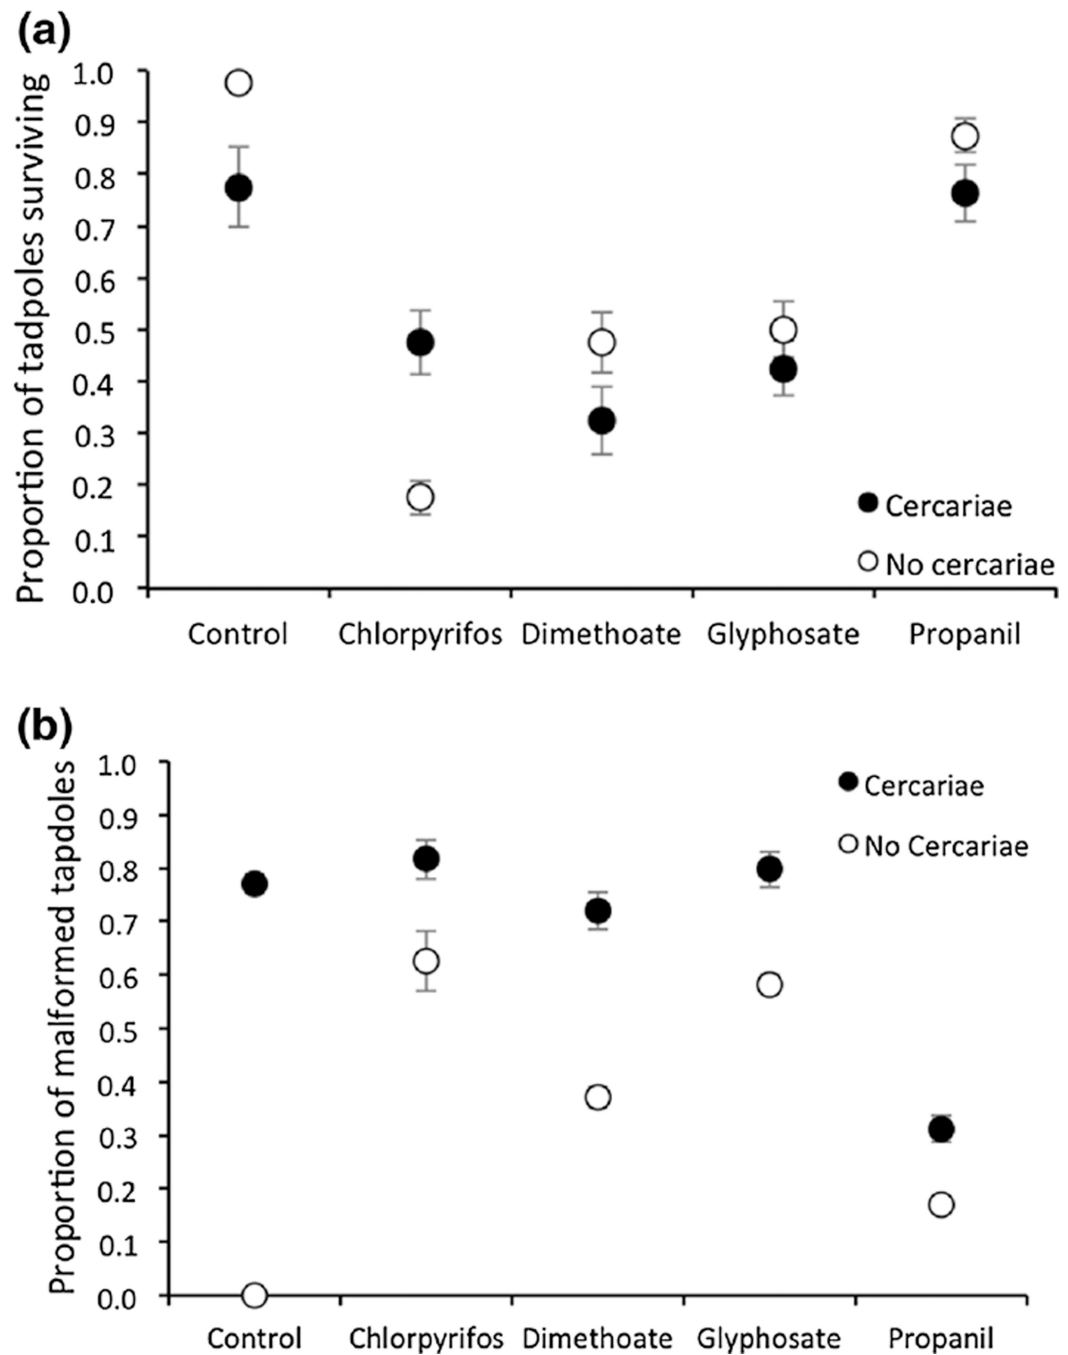 (a)
Proportion of tadpoles surviving
1.0
0.9
0.8
0.7
0.6
0.5
0.4
0.3
0.2
0.1
0.0
Cercariae
No cercariae
Control Chlorpyrifos Dimethoate Glyphosate Propanil
(b)
Proportion of malformed tapdoles
1.0
0.9
0.8
0.7
0.6
0.5
0.4
0.3
0.2
0.1
0.0
Cercariae
No Cercariae
Control Chlorpyrifos Dimethoate Glyphosate Propanil